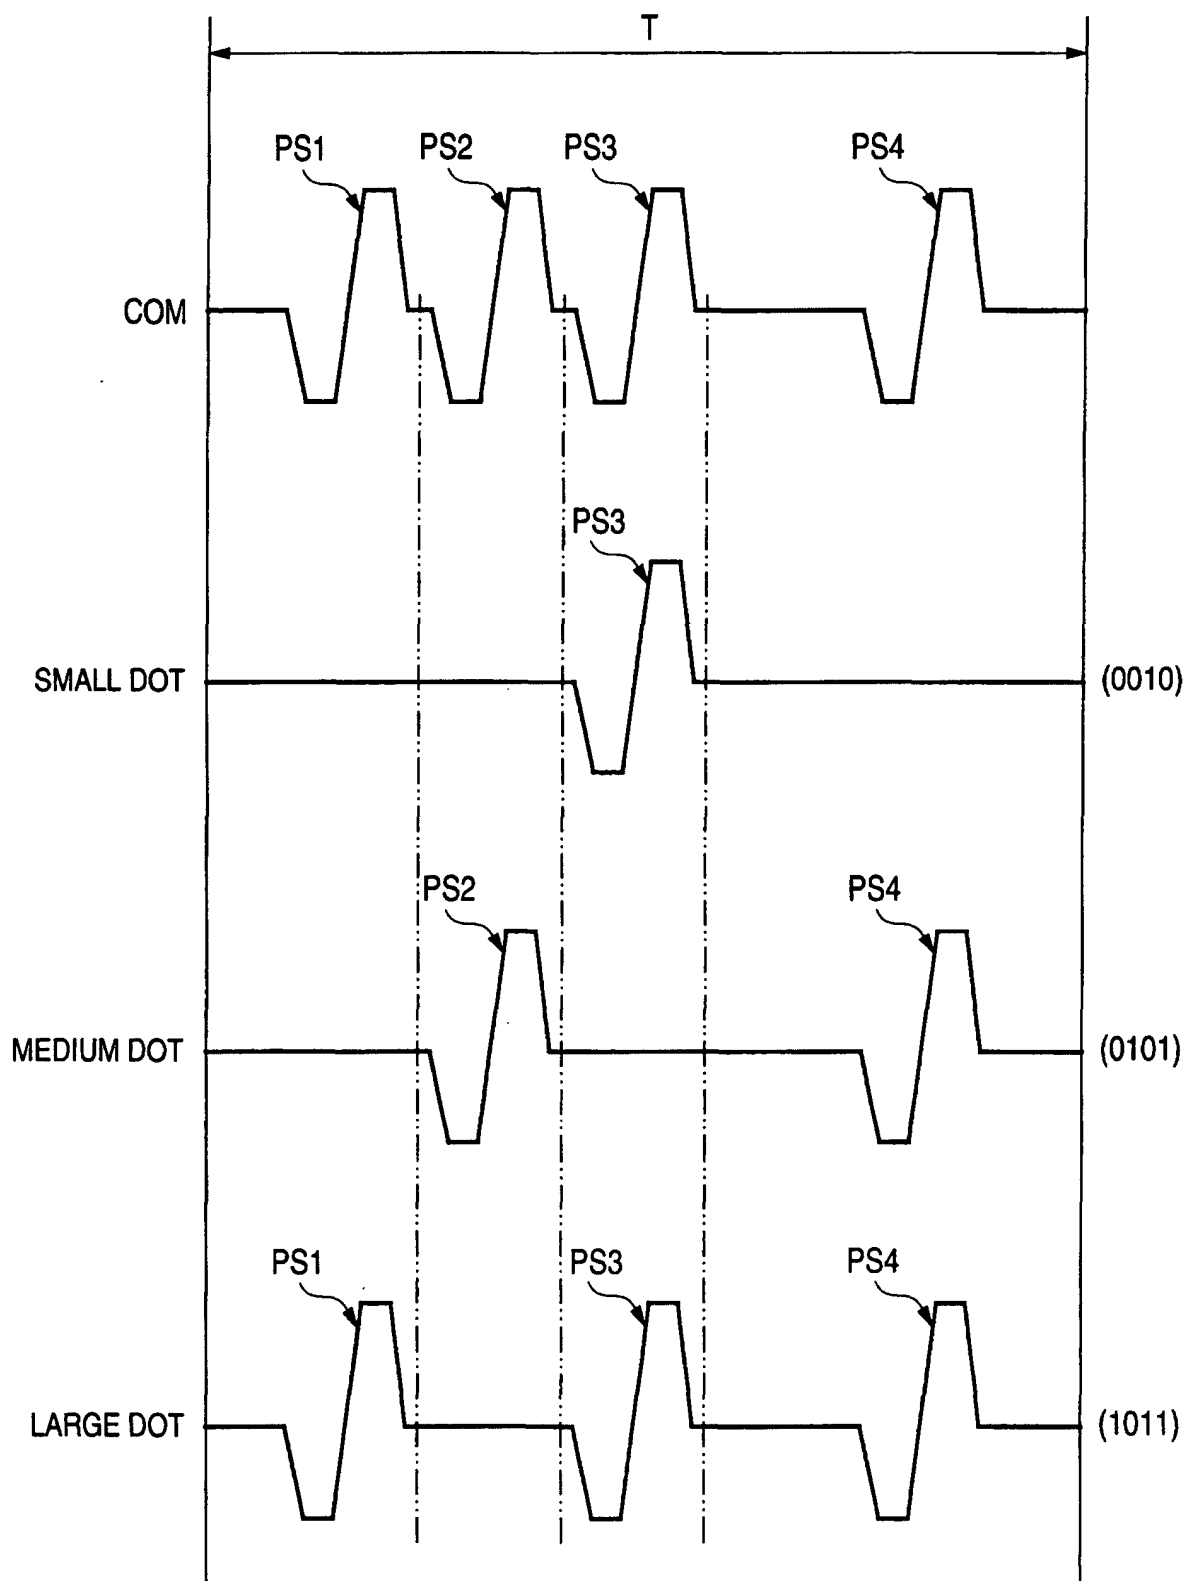 T
PS1 PS2 PS3 PS4
COM
PS3
SMALL DOT (0010)
PS2 PS4
MEDIUM DOT (0101)
PS1 PS3 PS4
LARGE DOT (1011)